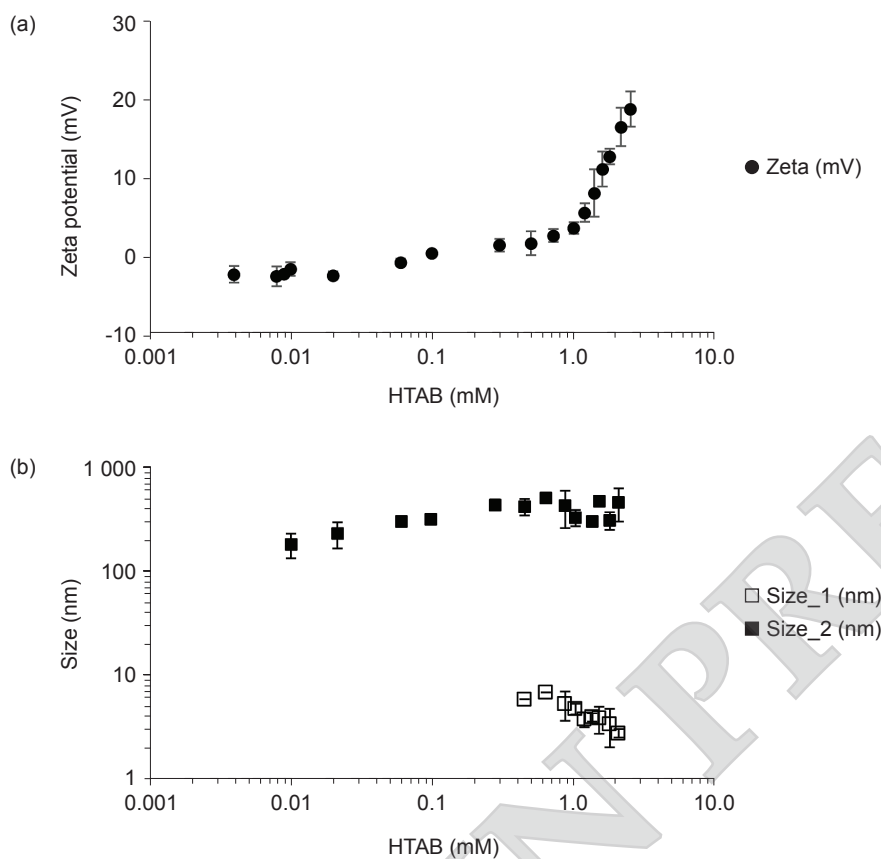 (a)
30
20
10
0
-10
Zeta potential (mV)
0.001
0.01
0.1
1.0
10.0
HTAB (mM)
Zeta (mV)
(b)
1 000
100
10
1
Size (nm)
0.001
0.01
0.1
1.0
10.0
HTAB (mM)
Size_1 (nm)
Size_2 (nm)
N PRE